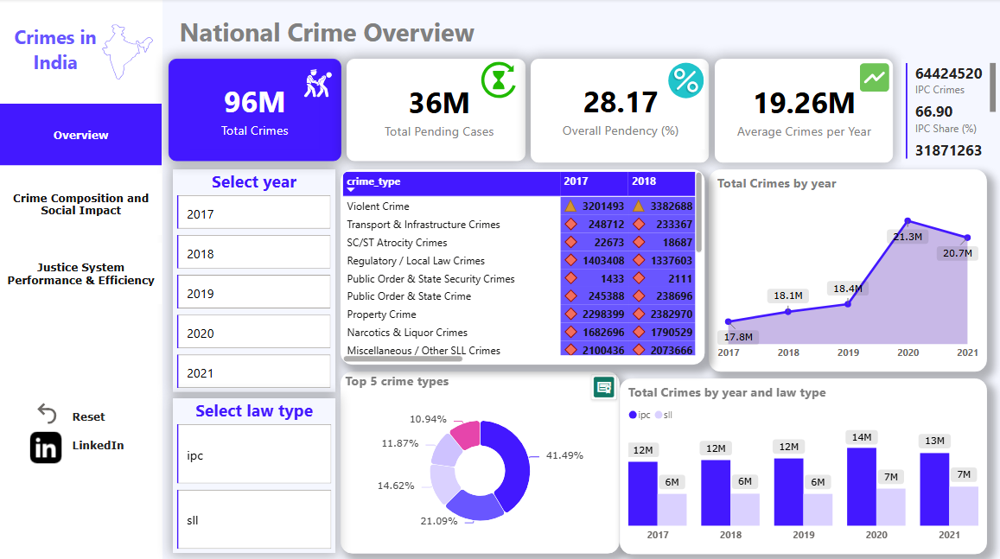 Crimes in
India
Overview
Crime Composition and
Social Impact
Justice System
Performance & Efficiency
Reset
in
LinkedIn
National Crime Overview
96M
Total Crimes
36M
Total Pending Cases
%
28.17
Overall Pendency (%)
19.26M
Average Crimes per Year
64424520
IPC Crimes
66.90
IPC Share (%)
31871263
Select year
2017
2018
2019
2020
2021
Select law type
ipc
sll
crime_type 2017 2018
Violent Crime 3201493 3382688
Transport & Infrastructure Crimes 248712 233367
SC/ST Atrocity Crimes 22673 18687
Regulatory / Local Law Crimes 1403408 1337603
Public Order & State Security Crimes 1433 2111
Public Order & State Crime 245388 238696
Property Crime 2298399 2382970
Narcotics & Liquor Crimes 1682696 1790529
Miscellaneous / Other SLL Crimes 2100436 2073666
Total Crimes by year
17.8M 18.1M 18.4M 21.3M 20.7M
2017 2018 2019 2020 2021
Top 5 crime types
10.94%
11.87%
14.62%
21.09%
41.49%
Total Crimes by year and law type
ipc sll
12M 6M 12M 6M 12M 6M 14M 7M 13M 7M
2017 2018 2019 2020 2021